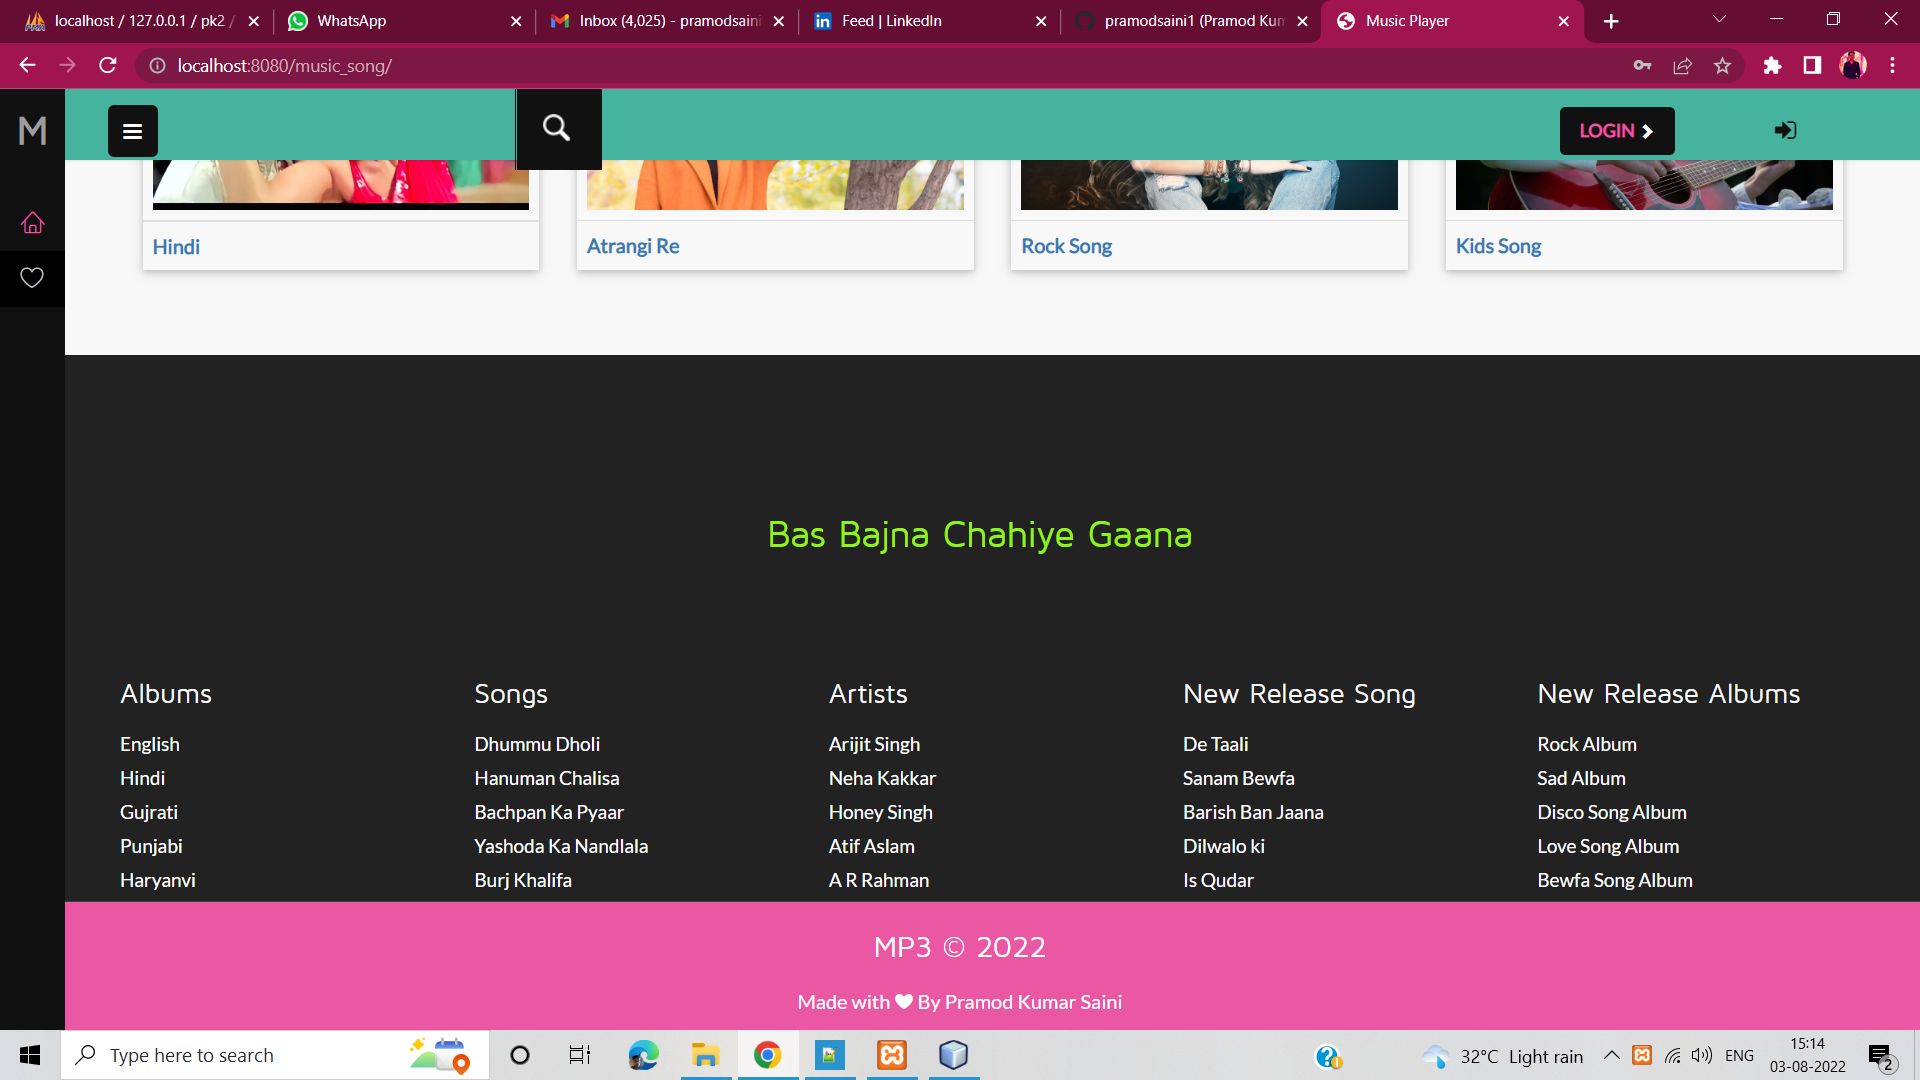 localhost / 127.0.0.1 / pk2 /
WhatsApp
Inbox (4,025) - pramodsaini
Feed | LinkedIn
pramodsaini1 (Pramod Kum
Music Player
localhost:8080/music_song/
M
LOGIN
Hindi
Atrangi Re
Rock Song
Kids Song
Bas Bajna Chahiye Gaana
Albums
English
Hindi
Gujrati
Punjabi
Haryanvi
Songs
Dhummu Dholi
Hanuman Chalisa
Bachpan Ka Pyaar
Yashoda Ka Nandlala
Burj Khalifa
Artists
Arijit Singh
Neha Kakkar
Honey Singh
Atif Aslam
A R Rahman
New Release Song
De Taali
Sanam Bewfa
Barish Ban Jaana
Dilwalo ki
Is Qudar
New Release Albums
Rock Album
Sad Album
Disco Song Album
Love Song Album
Bewfa Song Album
MP3 © 2022
Made with ❤ By Pramod Kumar Saini
Type here to search
32°C Light rain
ENG
15:14
03-08-2022
2